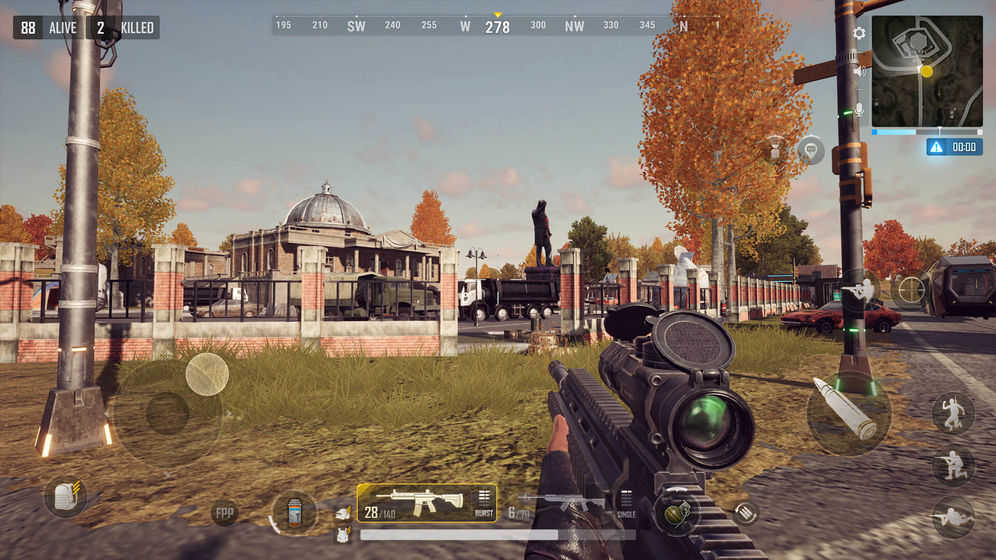 88 ALIVE 2 KILLED
195 210 SW 240 255 W 278 300 NW 330 345 N
00:00
FPP
28/140 BURST
6/70 SINGLE